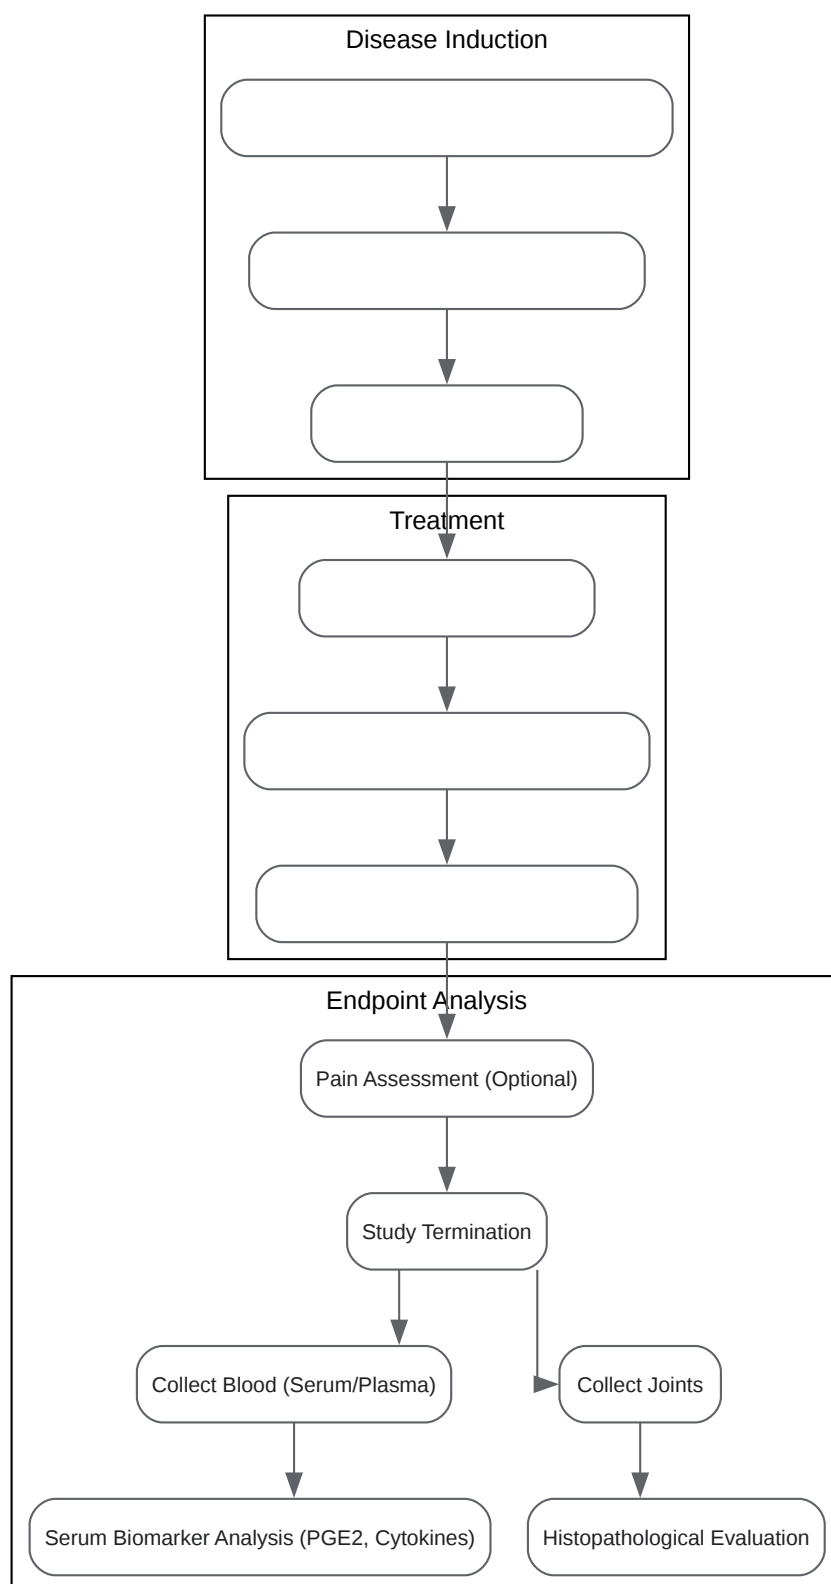 Disease Induction
Treatment
Endpoint Analysis
Pain Assessment (Optional)
Study Termination
Collect Blood (Serum/Plasma)
Collect Joints
Serum Biomarker Analysis (PGE2, Cytokines)
Histopathological Evaluation